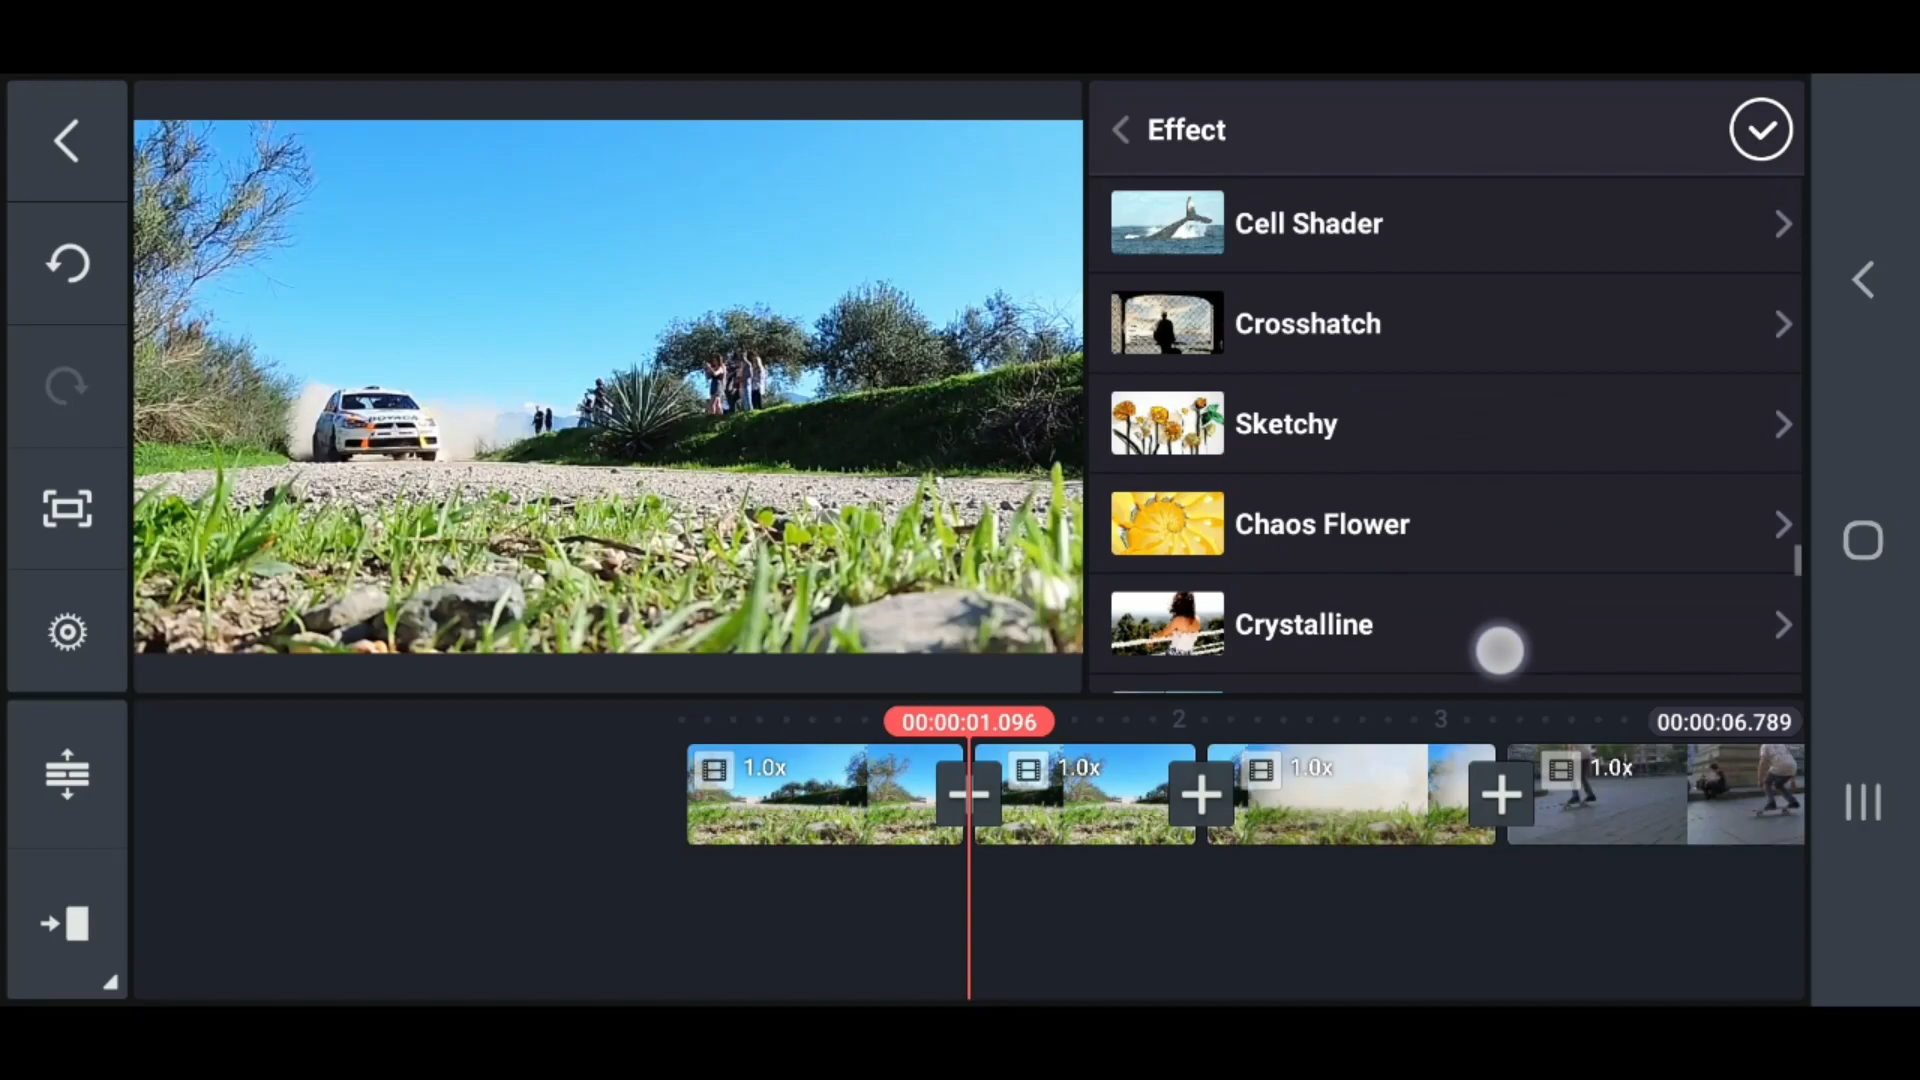 Effect
Cell Shader
Crosshatch
Sketchy
Chaos Flower
Crystalline
00:00:01.096
2
3
00:00:06.789
1.0x
1.0x
1.0x
1.0x